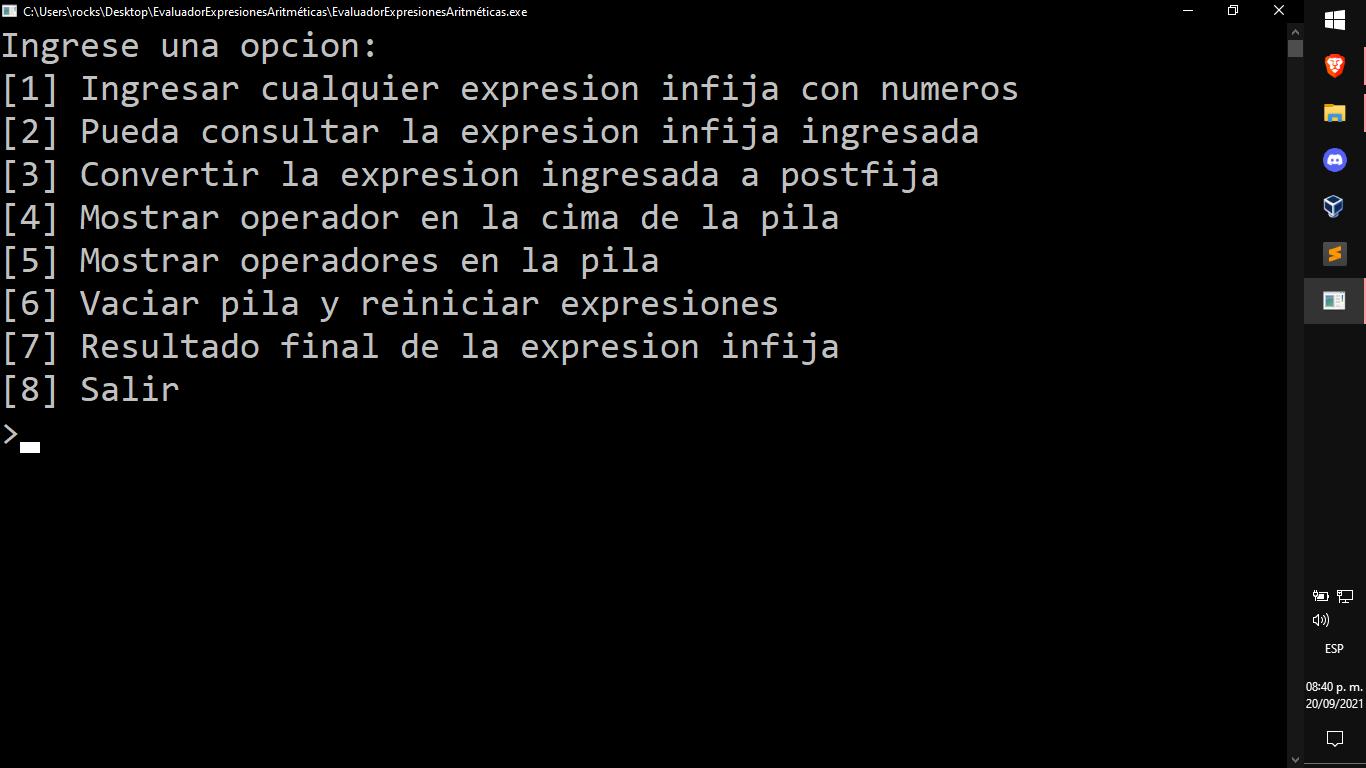 C:\Users\rocks\Desktop\EvaluadorExpresionesAritméticas\EvaluadorExpresionesAritméticas.exe
Ingrese una opcion:
[1] Ingresar cualquier expresion infija con numeros
[2] Pueda consultar la expresion infija ingresada
[3] Convertir la expresion ingresada a postfija
[4] Mostrar operador en la cima de la pila
[5] Mostrar operadores en la pila
[6] Vaciar pila y reiniciar expresiones
[7] Resultado final de la expresion infija
[8] Salir
>
ESP
08:40 p. m.
20/09/2021